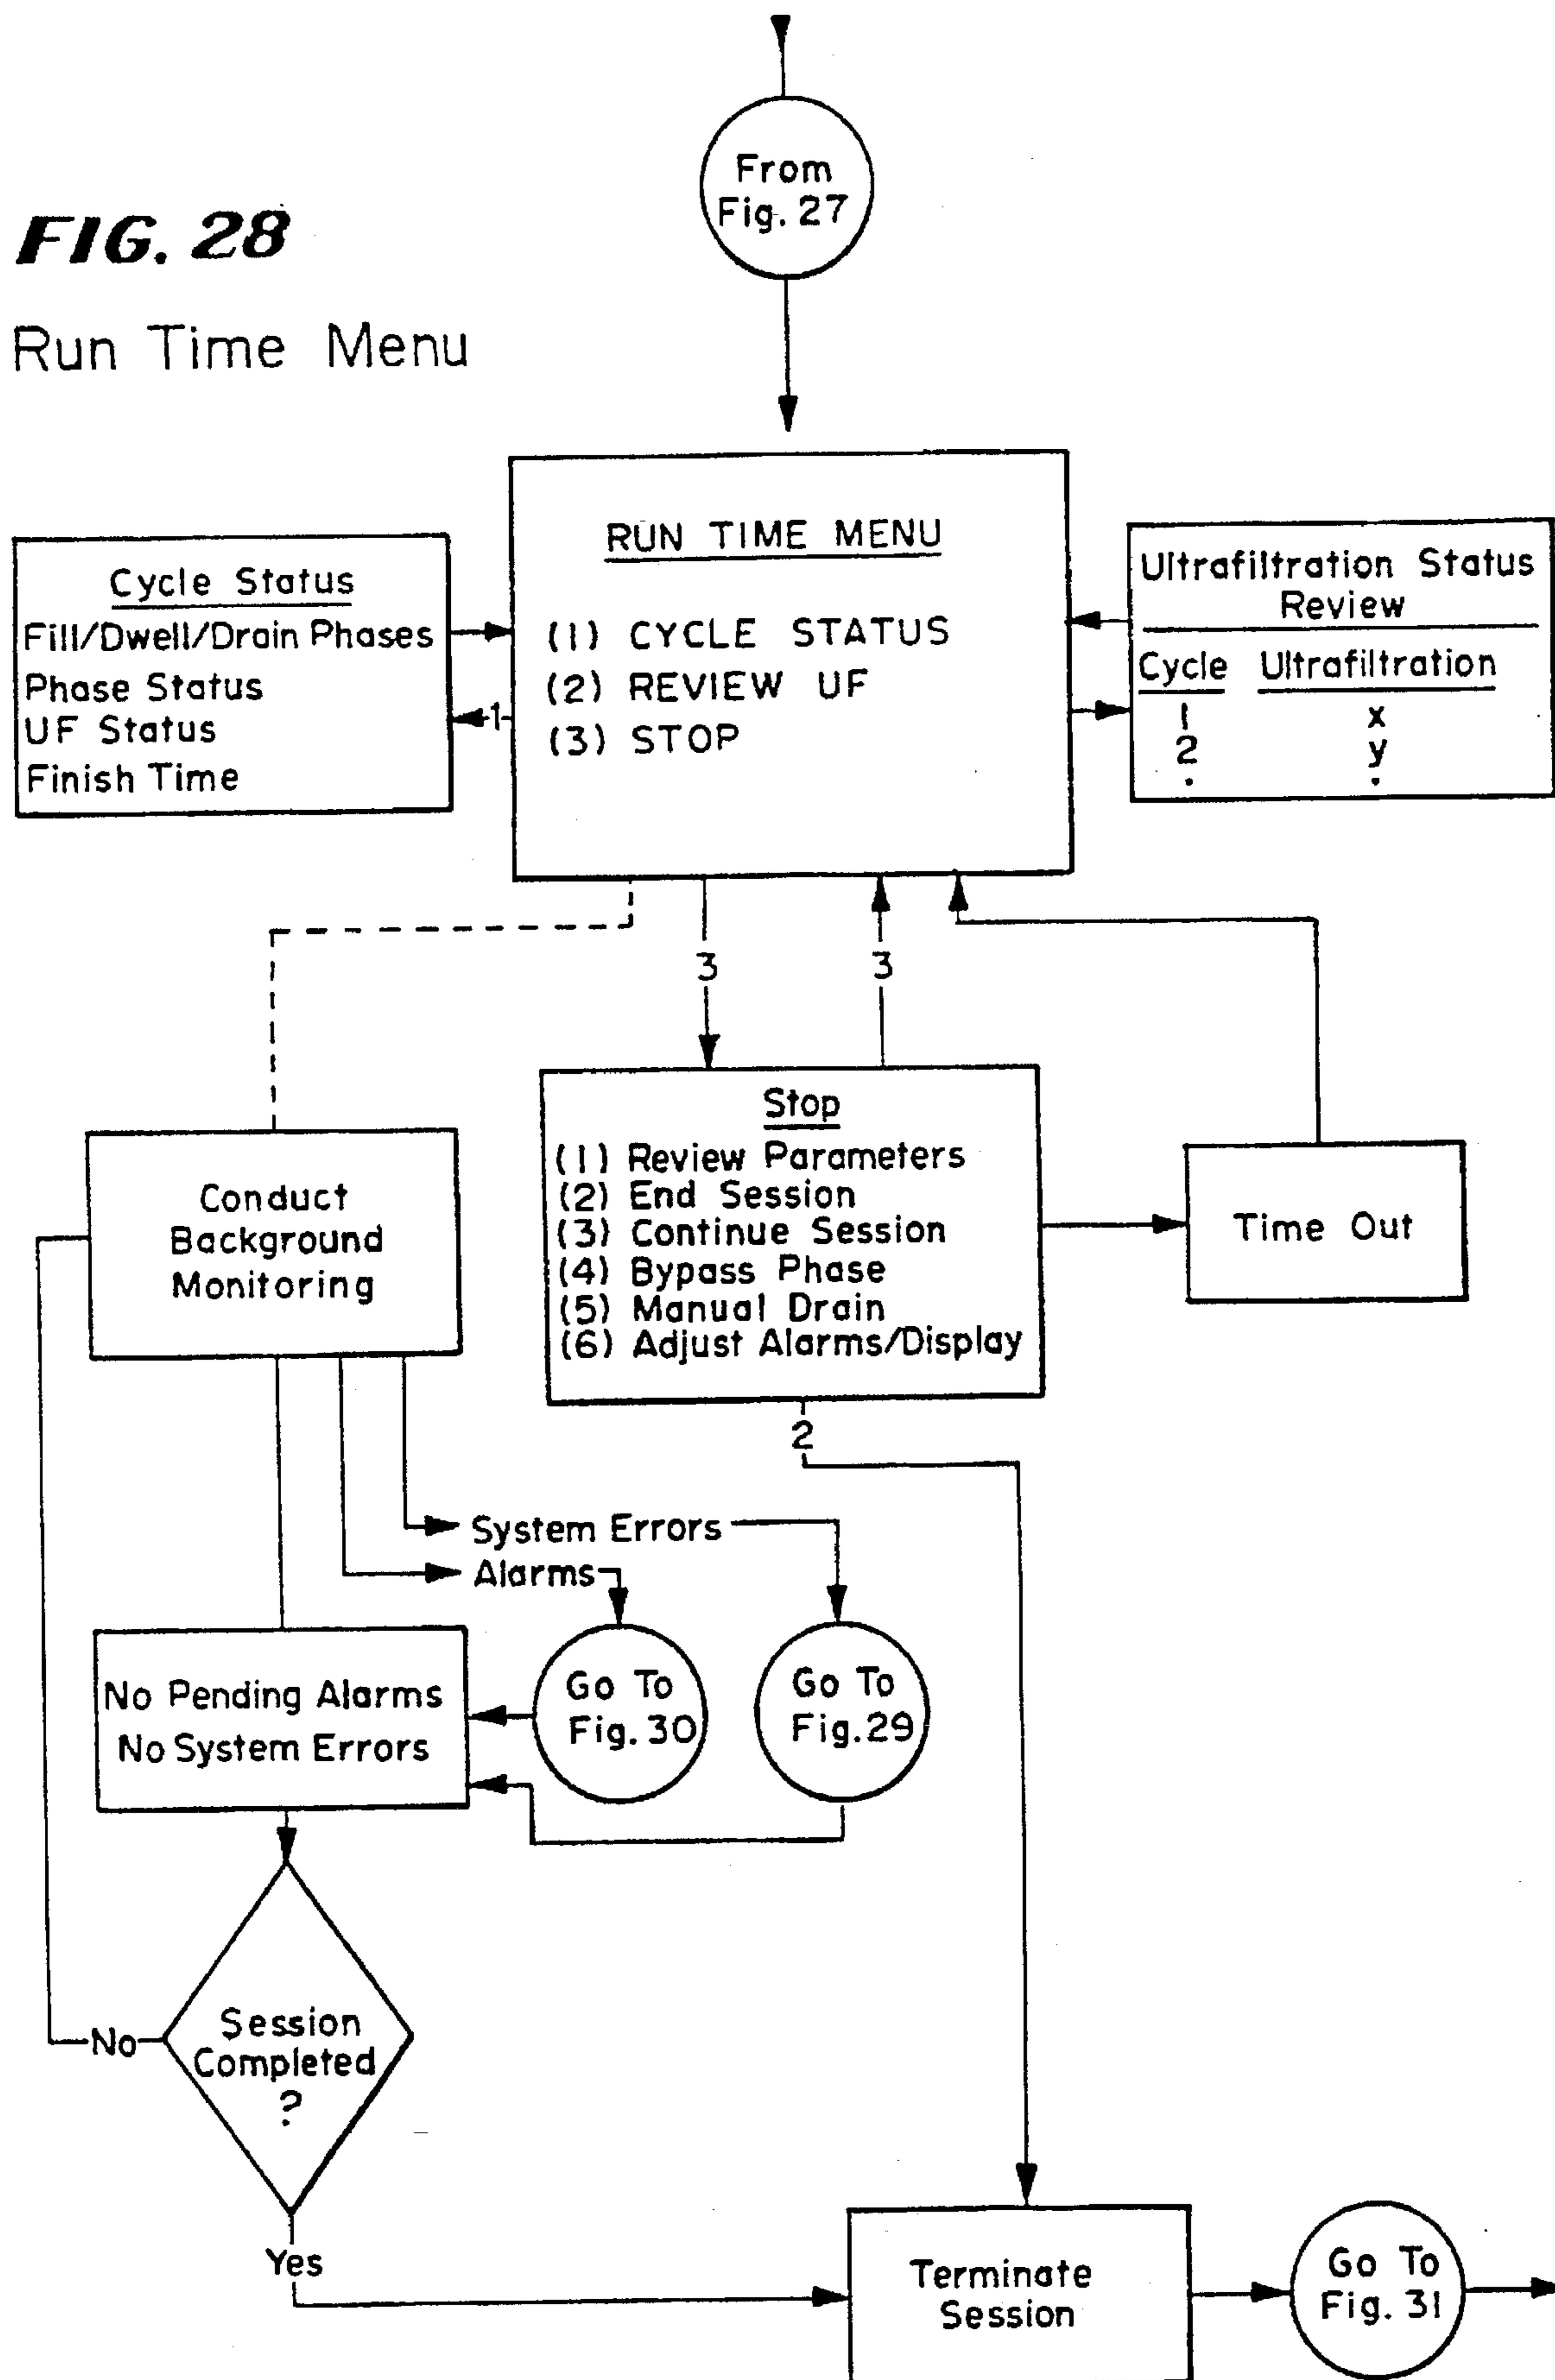 From
Fig. 27
FIG. 28
Run Time Menu
RUN TIME MENU
(1) CYCLE STATUS
(2) REVIEW UF
(3) STOP
Cycle Status
Fill/Dwell/Drain Phases
Phase Status
UF Status
Finish Time
1
Ultrafiltration Status
Review
Cycle Ultrafiltration
1 x
2 y
. .
3
3
Stop
(1) Review Parameters
(2) End Session
(3) Continue Session
(4) Bypass Phase
(5) Manual Drain
(6) Adjust Alarms/Display
Time Out
Conduct
Background
Monitoring
2
System Errors
Alarms
No Pending Alarms
No System Errors
Go To
Fig. 30
Go To
Fig. 29
Session
Completed
?
No
Yes
Terminate
Session
Go To
Fig. 31